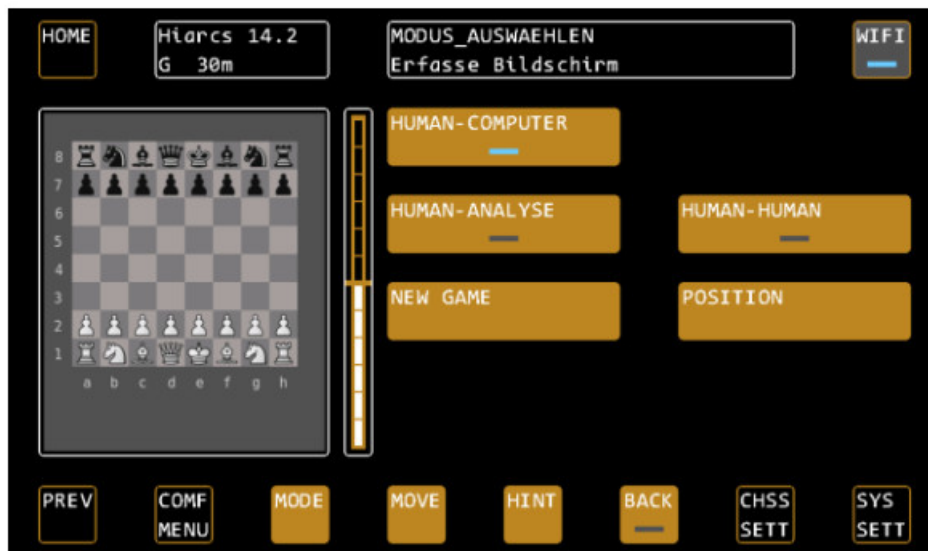 HOME
Hiarcs 14.2
G 30m
MODUS_AUSWAEHLEN
Erfasse Bildschirm
WIFI
HUMAN-COMPUTER
HUMAN-ANALYSE
HUMAN-HUMAN
NEW GAME
POSITION
8
7
6
5
4
3
2
1
a b c d e f g h
PREV
COMF
MENU
MODE
MOVE
HINT
BACK
CHSS
SETT
SYS
SETT